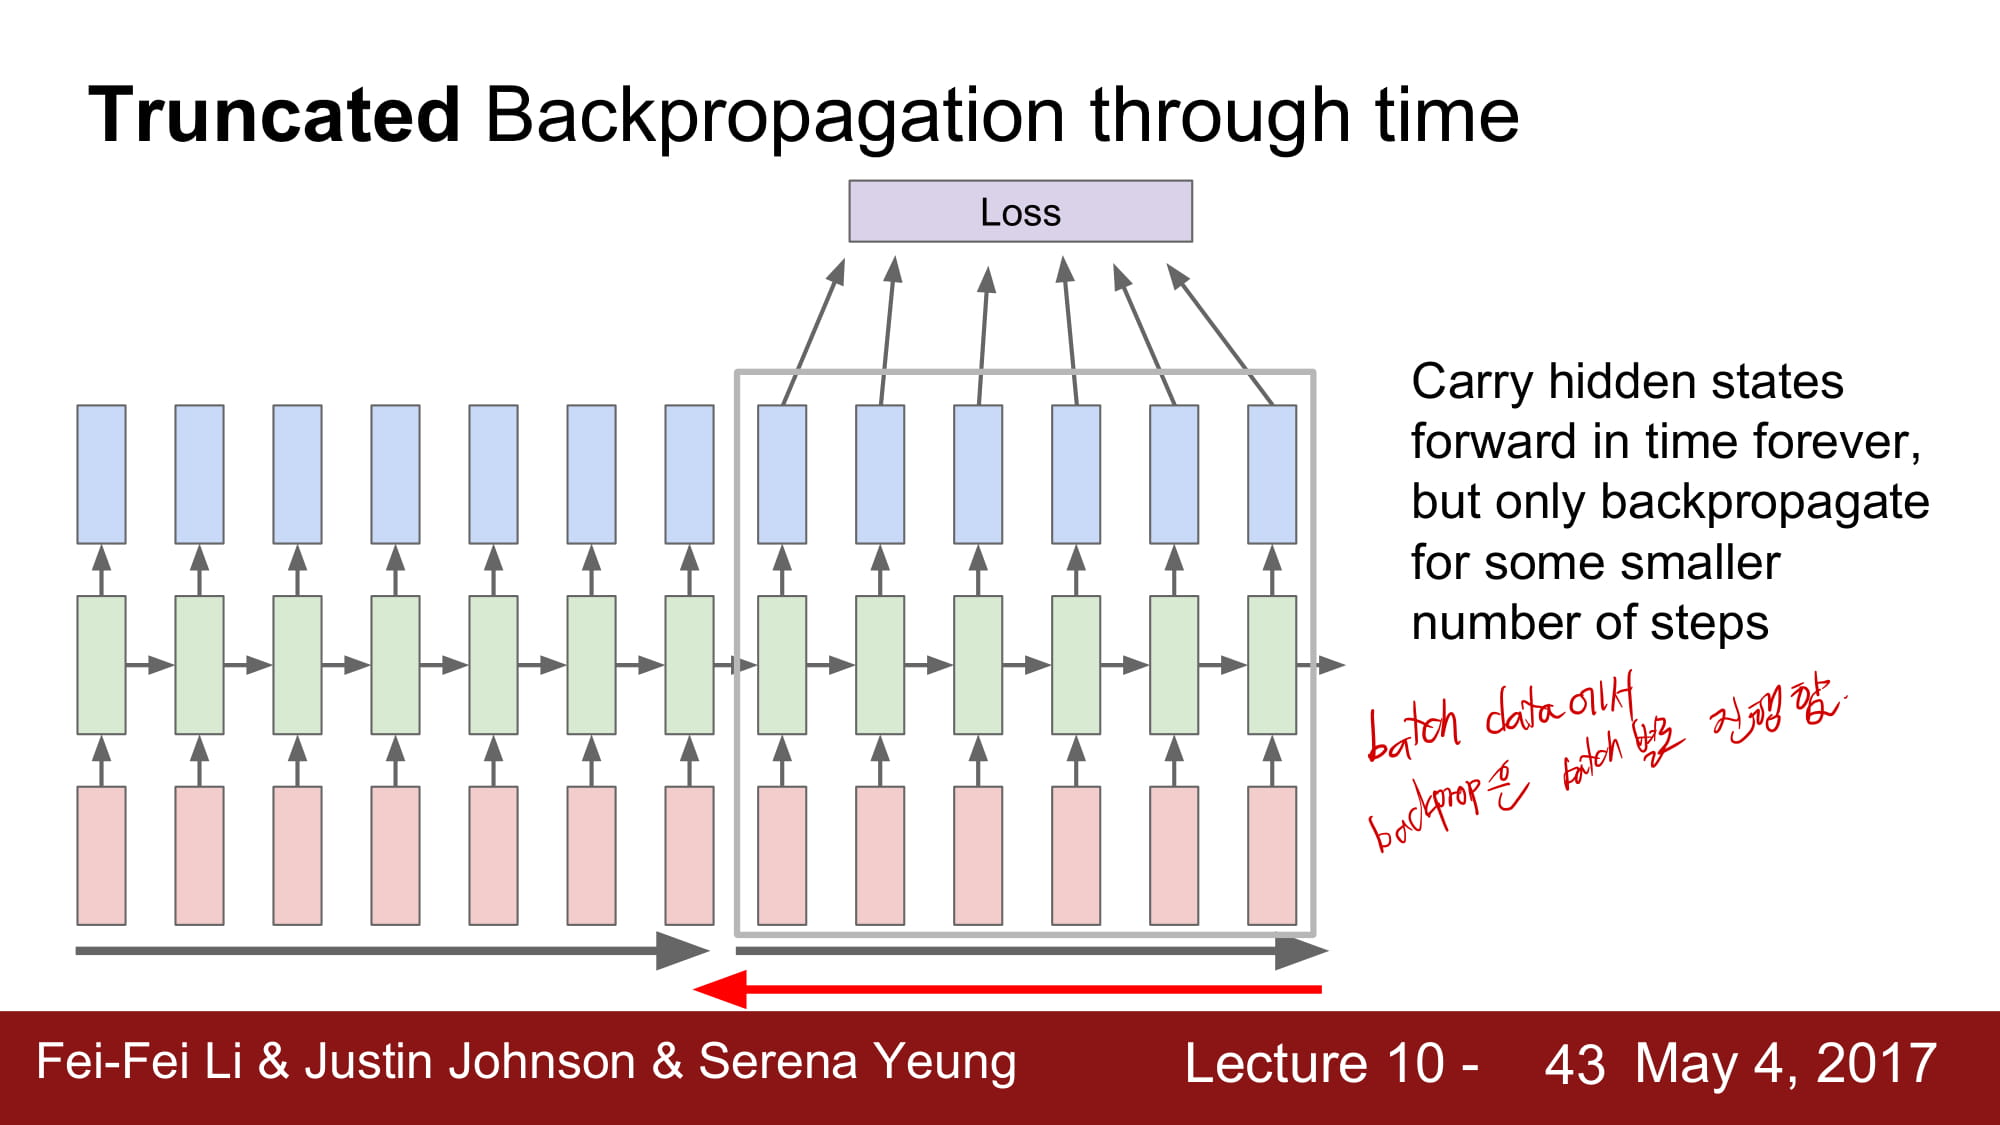 Truncated Backpropagation through time
Loss
Carry hidden states
forward in time forever,
but only backpropagate
for some smaller
number of steps
batch data에서
backprop은 batch별로 진행함.
Fei-Fei Li & Justin Johnson & Serena Yeung
Lecture 10 - 43 May 4, 2017